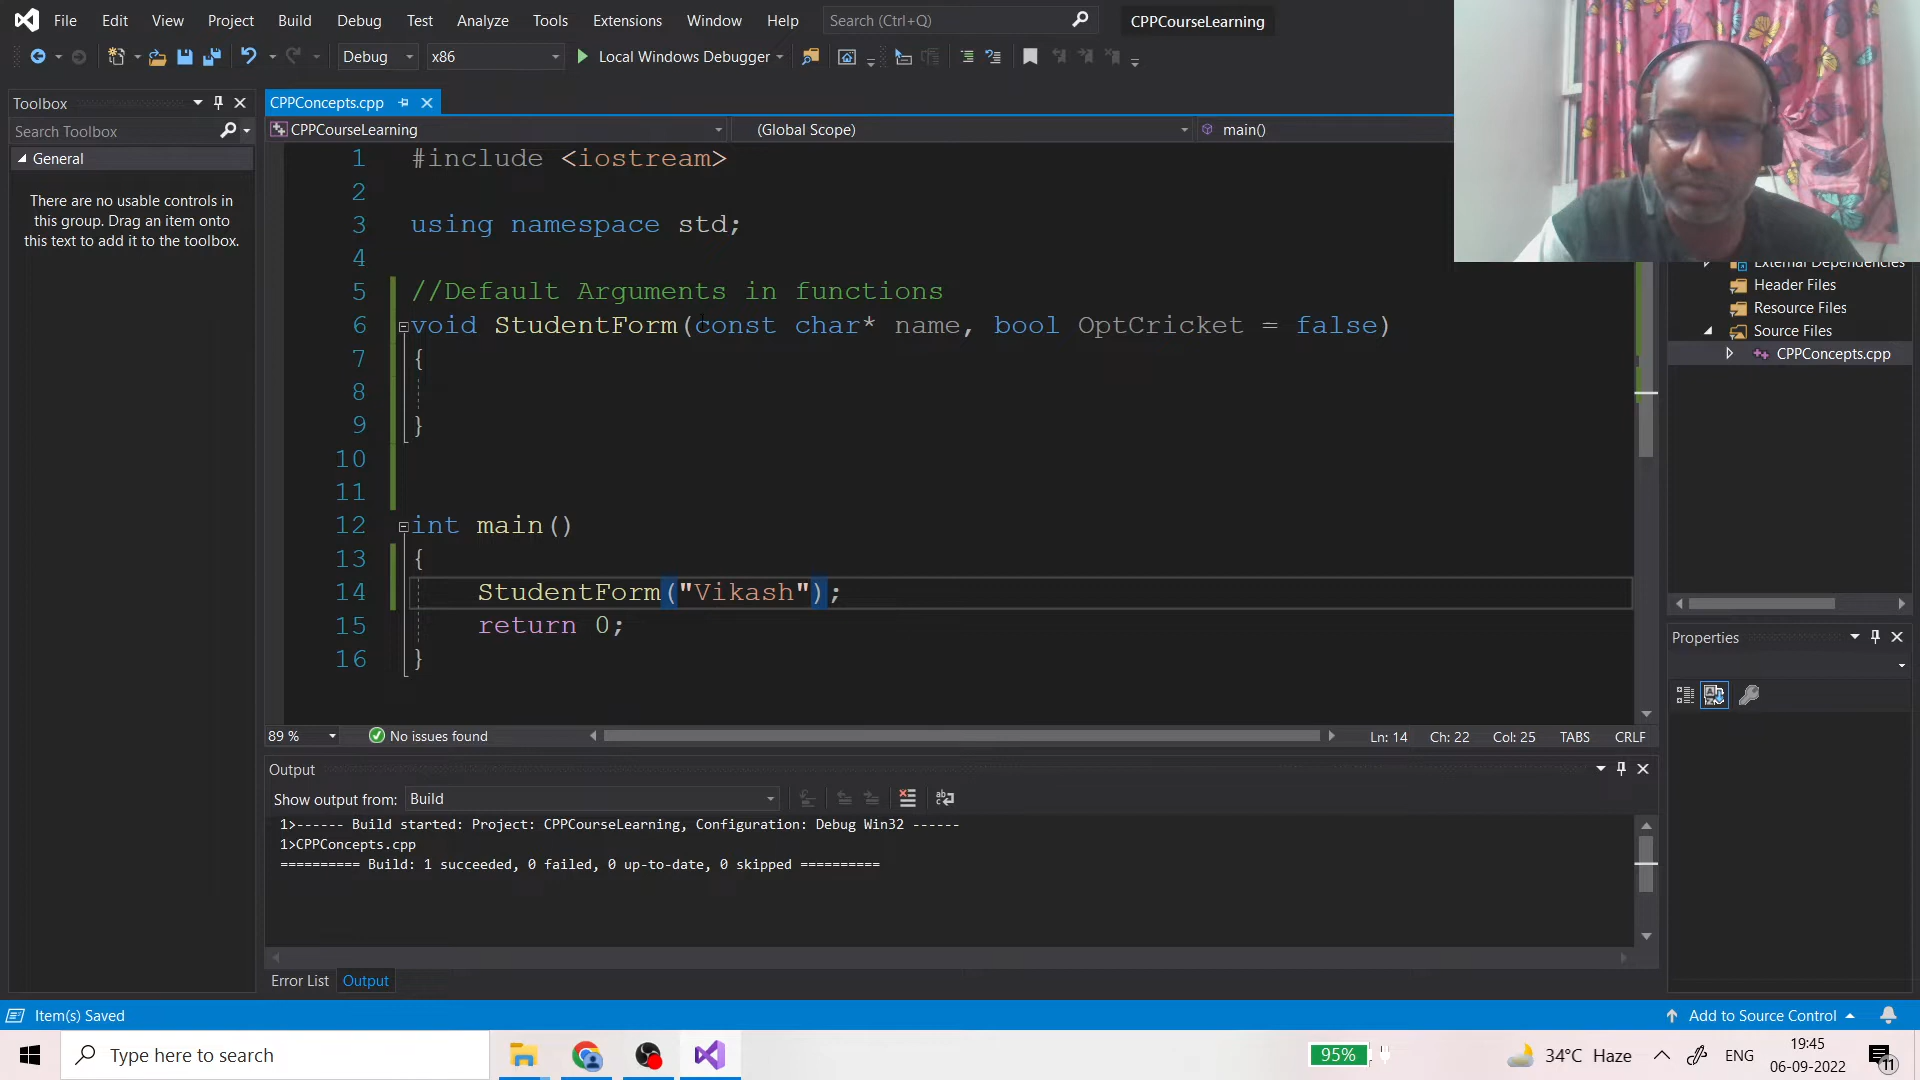 File Edit View Project Build Debug Test Analyze Tools Extensions Window Help Search (Ctrl+Q) CPPCourseLearning
Debug x86 Local Windows Debugger
Toolbox
Search Toolbox
General
There are no usable controls in
this group. Drag an item onto
this text to add it to the toolbox.
CPPConcepts.cpp
CPPCourseLearning (Global Scope) main()
1 #include <iostream>
2
3 using namespace std;
4
5 //Default Arguments in functions
6 void StudentForm(const char* name, bool OptCricket = false)
7 {
8
9 }
10
11
12 int main()
13 {
14 StudentForm("Vikash");
15 return 0;
16 }
89 % No issues found Ln: 14 Ch: 22 Col: 25 TABS CRLF
External Dependencies
Header Files
Resource Files
Source Files
CPPConcepts.cpp
Properties
Output
Show output from: Build
1>------ Build started: Project: CPPCourseLearning, Configuration: Debug Win32 ------
1>CPPConcepts.cpp
========== Build: 1 succeeded, 0 failed, 0 up-to-date, 0 skipped ==========
Error List Output
Item(s) Saved Add to Source Control
Type here to search 95% 34°C Haze ENG 19:45
06-09-2022
11